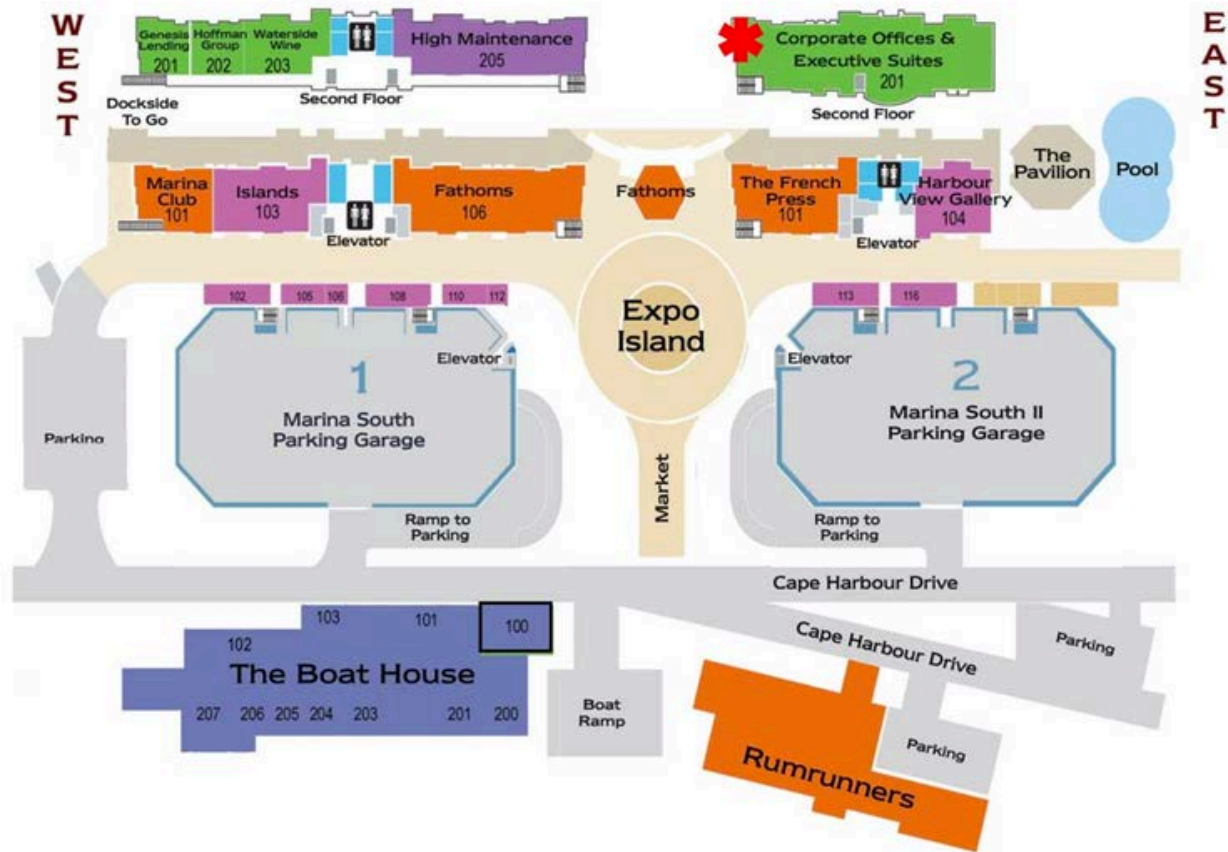 WEST
EAST
Genesis
Lending
201
Hoffman
Group
202
Waterside
Wine
203
High Maintenance
205
Corporate Offices &
Executive Suites
201
Second Floor
Second Floor
Dockside
To Go
Marina
Club
101
Islands
103
Elevator
Fathoms
106
Fathoms
The French
Press
101
Elevator
Harbour
View Gallery
104
The
Pavilion
Pool
102
105
106
108
110
112
113
116
Expo
Island
Elevator
Elevator
1
Marina South
Parking Garage
2
Marina South II
Parking Garage
Parking
Market
Ramp to
Parking
Ramp to
Parking
Cape Harbour Drive
Cape Harbour Drive
Parking
103
101
100
102
The Boat House
207
206
205
204
203
201
200
Boat
Ramp
Parking
Rumrunners